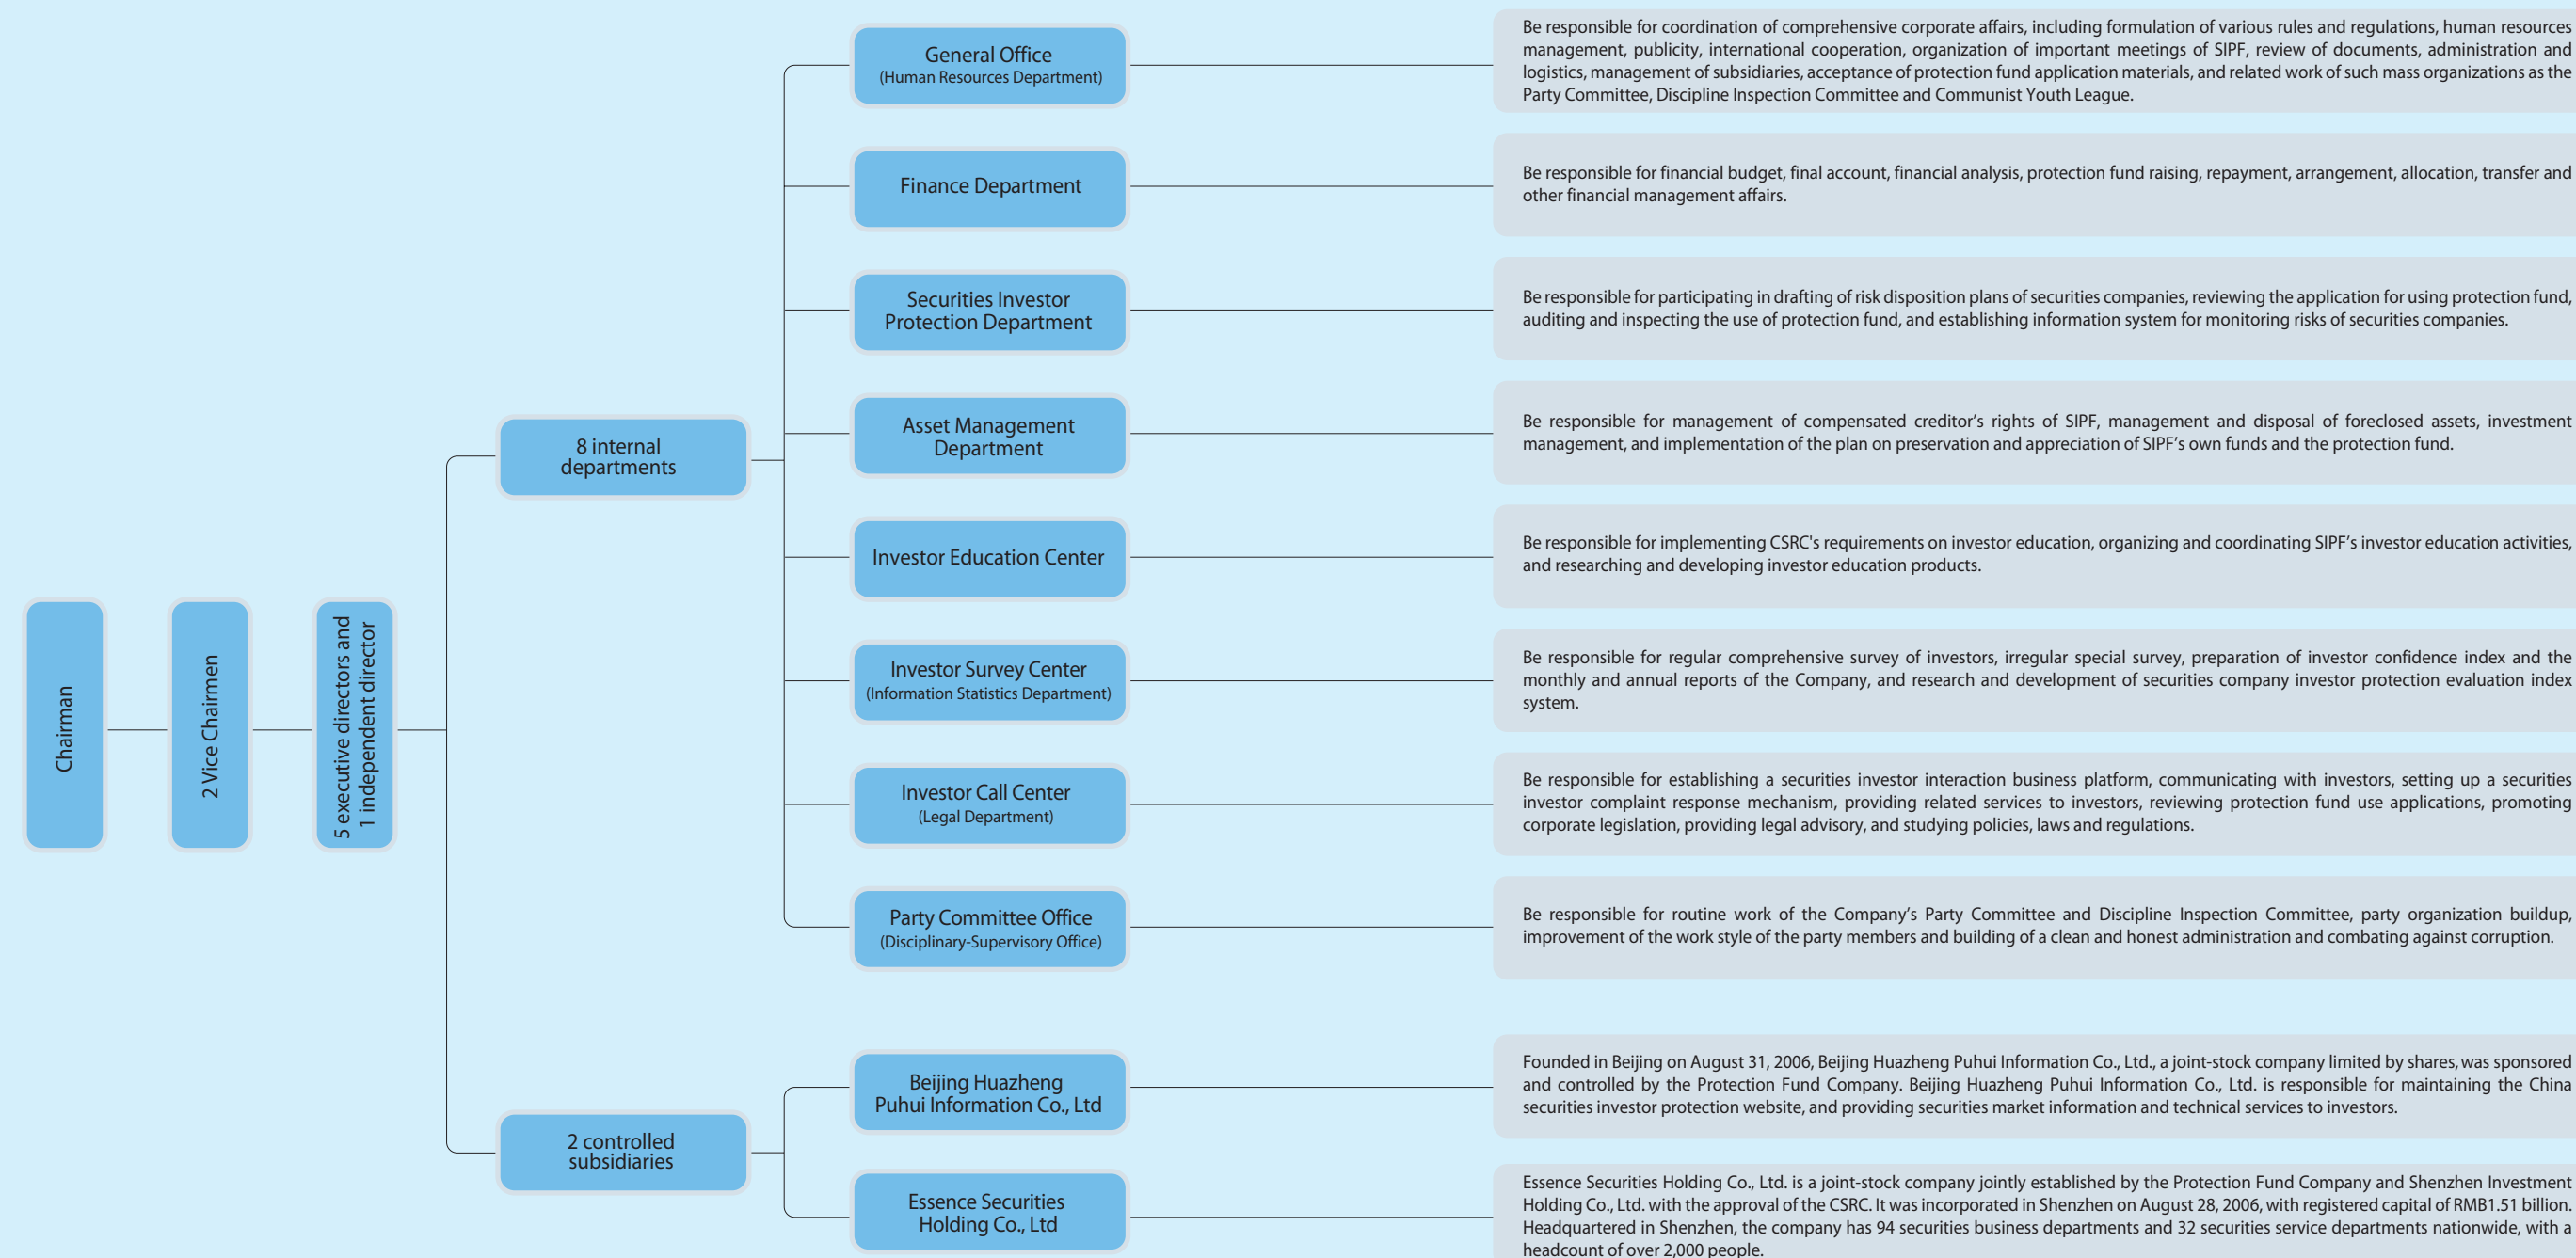 Chairman
2 Vice Chairmen
5 executive directors and
1 independent director
8 internal
departments
General Office
(Human Resources Department)
Be responsible for coordination of comprehensive corporate affairs, including formulation of various rules and regulations, human resources
management, publicity, international cooperation, organization of important meetings of SIPF, review of documents, administration and
logistics, management of subsidiaries, acceptance of protection fund application materials, and related work of such mass organizations as the
Party Committee, Discipline Inspection Committee and Communist Youth League.
Finance Department
Be responsible for financial budget, final account, financial analysis, protection fund raising, repayment, arrangement, allocation, transfer and
other financial management affairs.
Securities Investor
Protection Department
Be responsible for participating in drafting of risk disposition plans of securities companies, reviewing the application for using protection fund,
auditing and inspecting the use of protection fund, and establishing information system for monitoring risks of securities companies.
Asset Management
Department
Be responsible for management of compensated creditor’s rights of SIPF, management and disposal of foreclosed assets, investment
management, and implementation of the plan on preservation and appreciation of SIPF’s own funds and the protection fund.
Investor Education Center
Be responsible for implementing CSRC's requirements on investor education, organizing and coordinating SIPF’s investor education activities,
and researching and developing investor education products.
Investor Survey Center
(Information Statistics Department)
Be responsible for regular comprehensive survey of investors, irregular special survey, preparation of investor confidence index and the
monthly and annual reports of the Company, and research and development of securities company investor protection evaluation index
system.
Investor Call Center
(Legal Department)
Be responsible for establishing a securities investor interaction business platform, communicating with investors, setting up a securities
investor complaint response mechanism, providing related services to investors, reviewing protection fund use applications, promoting
corporate legislation, providing legal advisory, and studying policies, laws and regulations.
Party Committee Office
(Disciplinary-Supervisory Office)
Be responsible for routine work of the Company’s Party Committee and Discipline Inspection Committee, party organization buildup,
improvement of the work style of the party members and building of a clean and honest administration and combating against corruption.
2 controlled
subsidiaries
Beijing Huazheng
Puhui Information Co., Ltd
Founded in Beijing on August 31, 2006, Beijing Huazheng Puhui Information Co., Ltd., a joint-stock company limited by shares, was sponsored
and controlled by the Protection Fund Company. Beijing Huazheng Puhui Information Co., Ltd. is responsible for maintaining the China
securities investor protection website, and providing securities market information and technical services to investors.
Essence Securities
Holding Co., Ltd
Essence Securities Holding Co., Ltd. is a joint-stock company jointly established by the Protection Fund Company and Shenzhen Investment
Holding Co., Ltd. with the approval of the CSRC. It was incorporated in Shenzhen on August 28, 2006, with registered capital of RMB1.51 billion.
Headquartered in Shenzhen, the company has 94 securities business departments and 32 securities service departments nationwide, with a
headcount of over 2,000 people.